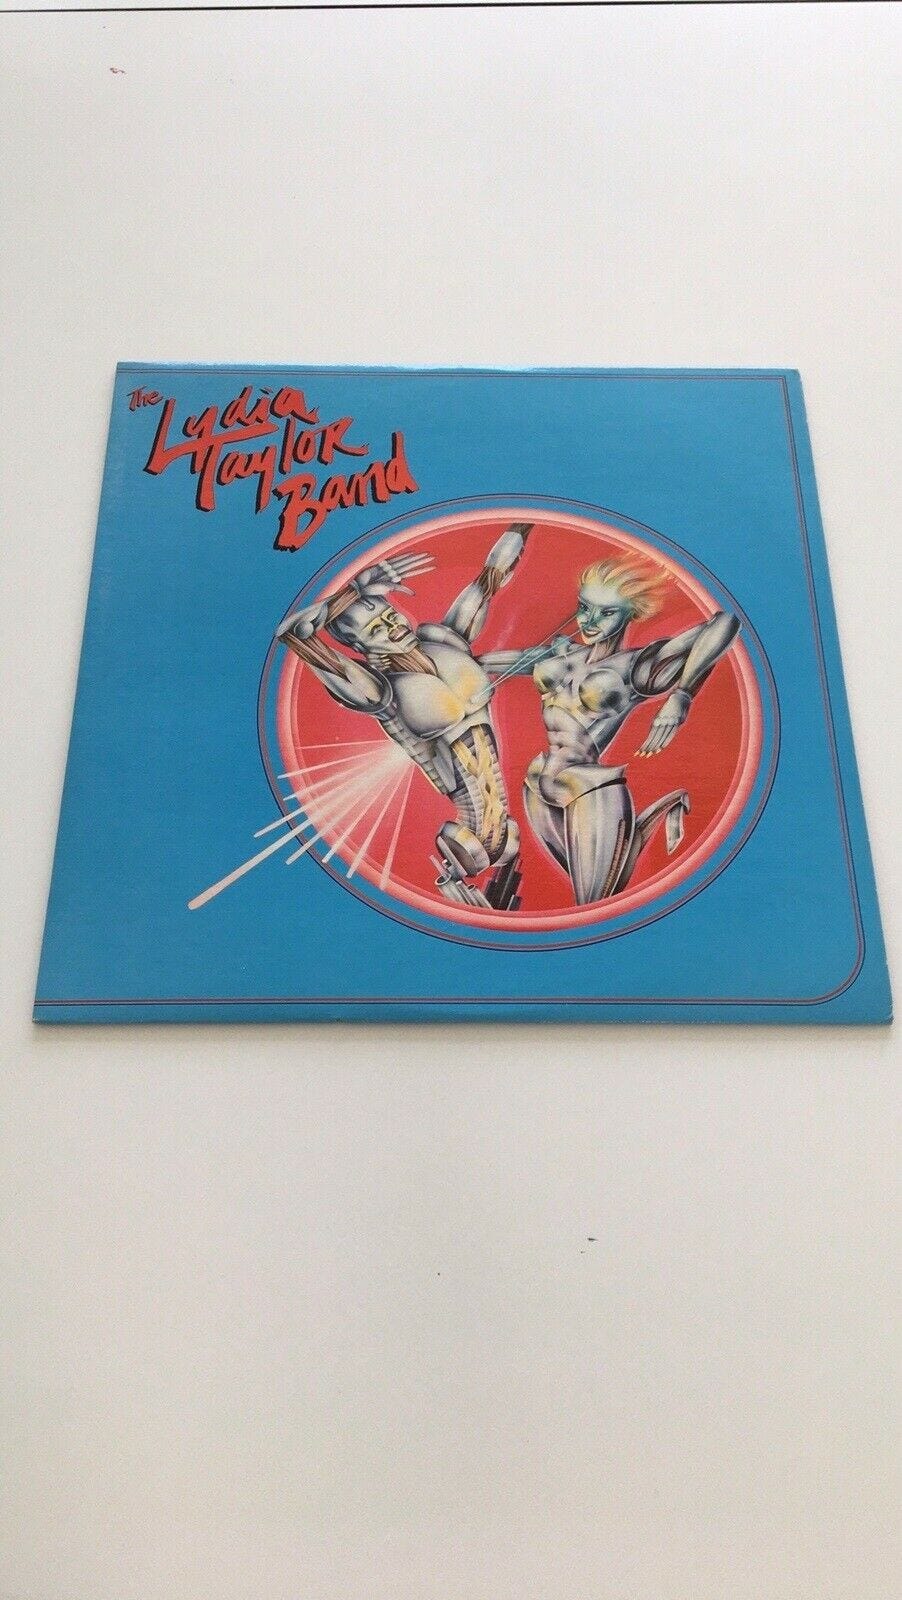 The
Lydia
Taylor
Band